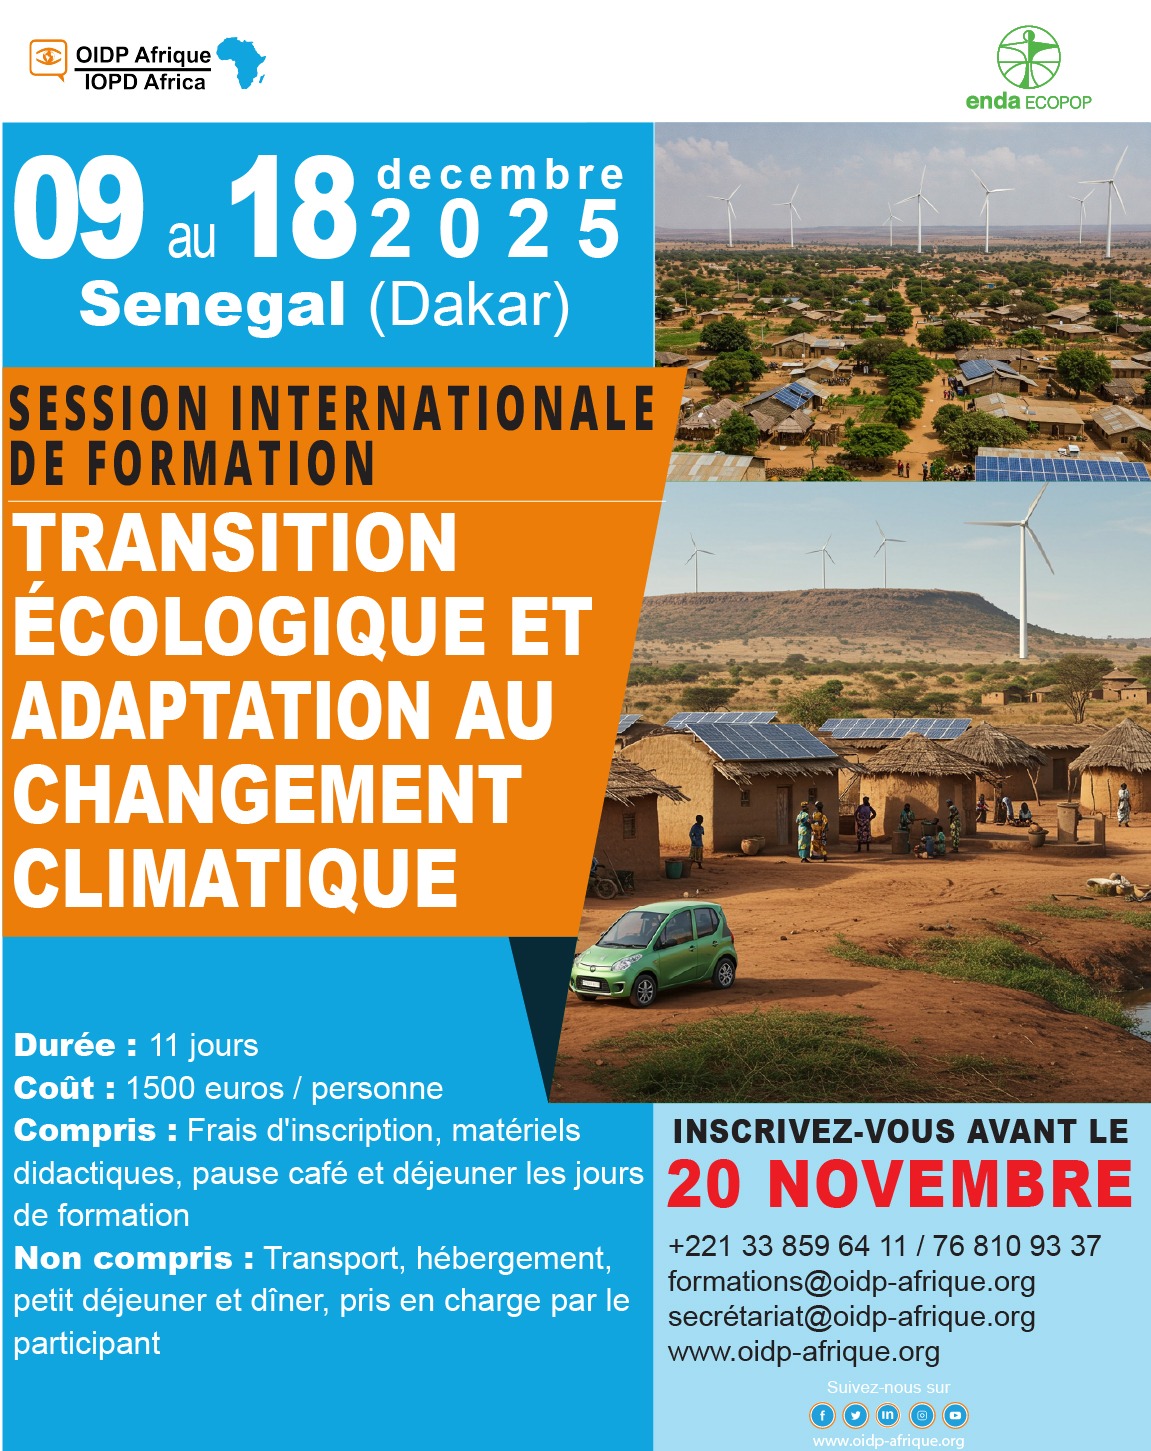 OIDP Afrique
IOPD Africa
enda ECOPOP
09 au 18 decembre
2025
Senegal (Dakar)
SESSION INTERNATIONALE
DE FORMATION
TRANSITION
ÉCOLOGIQUE ET
ADAPTATION AU
CHANGEMENT
CLIMATIQUE
Durée : 11 jours
Coût : 1500 euros / personne
Compris : Frais d'inscription, matériels
didactiques, pause café et déjeuner les jours
de formation
Non compris : Transport, hébergement,
petit déjeuner et dîner, pris en charge par le
participant
INSCRIVEZ-VOUS AVANT LE
20 NOVEMBRE
+221 33 859 64 11 / 76 810 93 37
formations@oidp-afrique.org
secrétariat@oidp-afrique.org
www.oidp-afrique.org
Suivez-nous sur
www.oidp-afrique.org